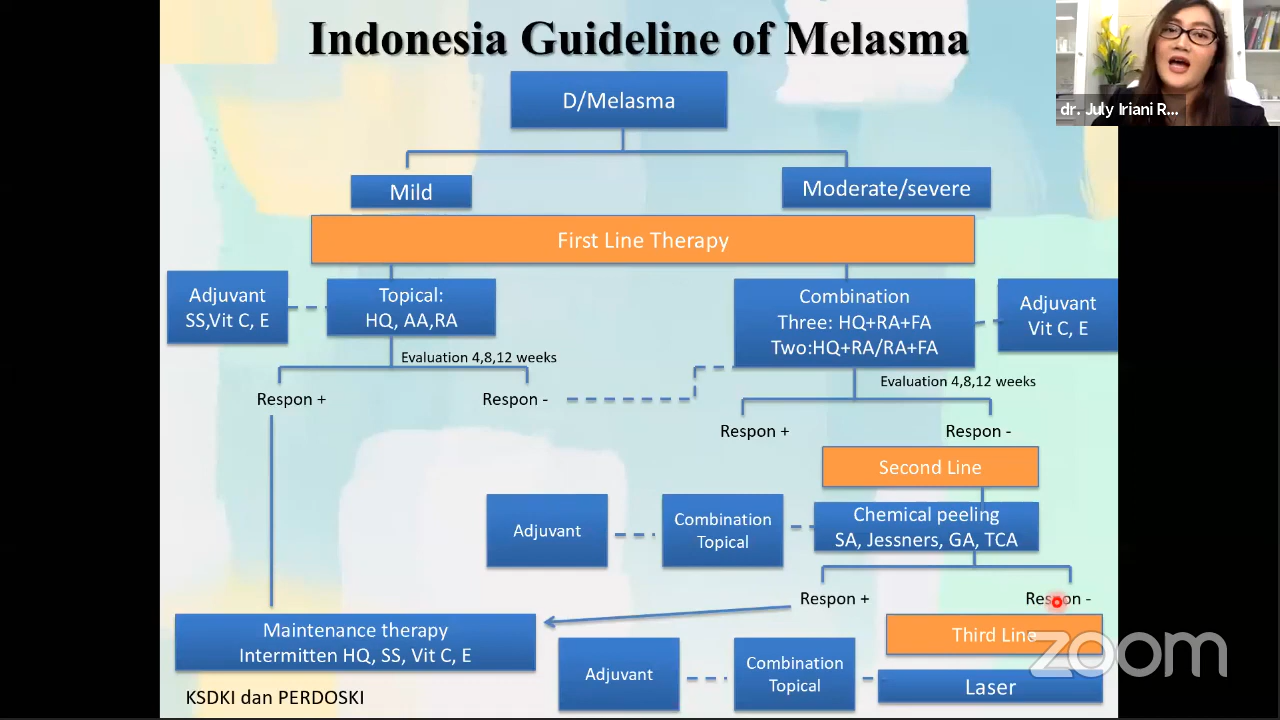 Indonesia Guideline of Melasma
dr. July Iriani R...
D/Melasma
Mild
Moderate/severe
First Line Therapy
Adjuvant
SS,Vit C, E
Topical:
HQ, AA,RA
Combination
Three: HQ+RA+FA
Two:HQ+RA/RA+FA
Adjuvant
Vit C, E
Evaluation 4,8,12 weeks
Evaluation 4,8,12 weeks
Respon +
Respon -
Respon +
Respon -
Second Line
Adjuvant
Combination
Topical
Chemical peeling
SA, Jessners, GA, TCA
Respon +
Respon -
Maintenance therapy
Intermitten HQ, SS, Vit C, E
Third Line
Adjuvant
Combination
Topical
Laser
KSDKI dan PERDOSKI
zoom